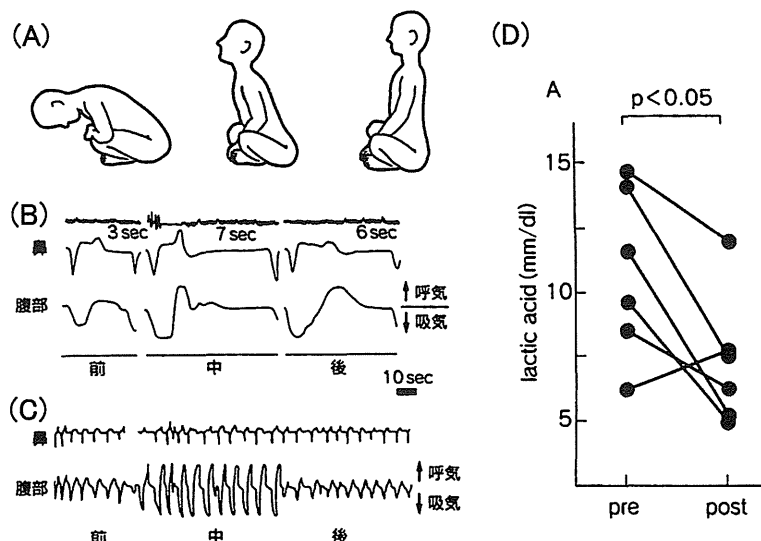 (A)
(B)
3 sec
7 sec
6 sec
鼻
腹部
↑ 呼気
↓ 吸気
前
中
後
10 sec
(C)
鼻
腹部
↑ 呼気
↓ 吸気
前
中
後
(D)
A
p<0.05
15
10
5
lactic acid (mm/dl)
pre
post